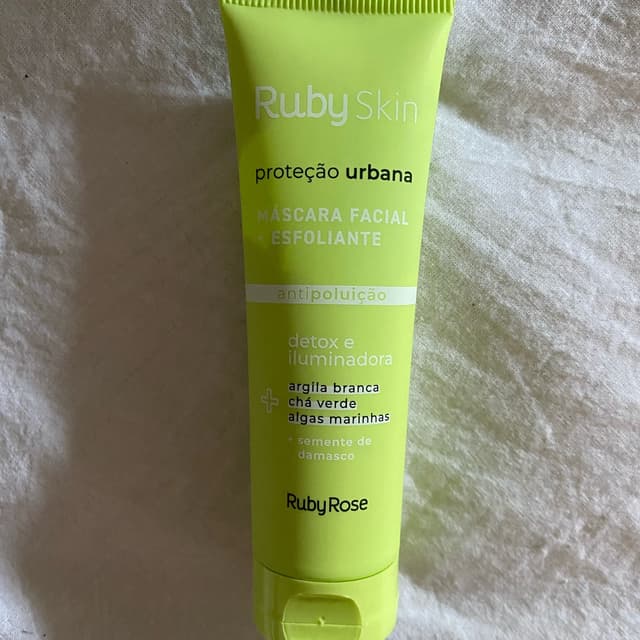 Ruby Skin
proteção urbana
MÁSCARA FACIAL
+ ESFOLIANTE
antipoluição
detox e
iluminadora
+ argila branca
chá verde
algas marinhas
+ semente de
damasco
RubyRose